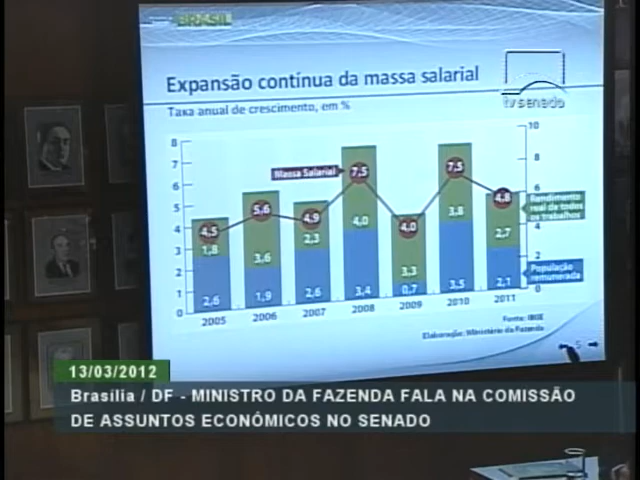 BRASIL
Expansão contínua da massa salarial
tv senado
Taxa anual de crescimento, em %
8 7 6 5 4 3 2 1 0
10 8 6 4 2 0
Massa Salarial
4,5 5,6 4,9 7,5 4,0 7,5 4,8
1,8 3,6 2,3 4,0 3,3 3,8 2,7
2,6 1,9 2,6 3,4 0,7 3,5 2,1
Rendimento
real de todos
os trabalhos
População
remunerada
2005 2006 2007 2008 2009 2010 2011
Fonte: IBGE
Elaboração: Ministério da Fazenda
5
13/03/2012
Brasília / DF - MINISTRO DA FAZENDA FALA NA COMISSÃO
DE ASSUNTOS ECONÔMICOS NO SENADO